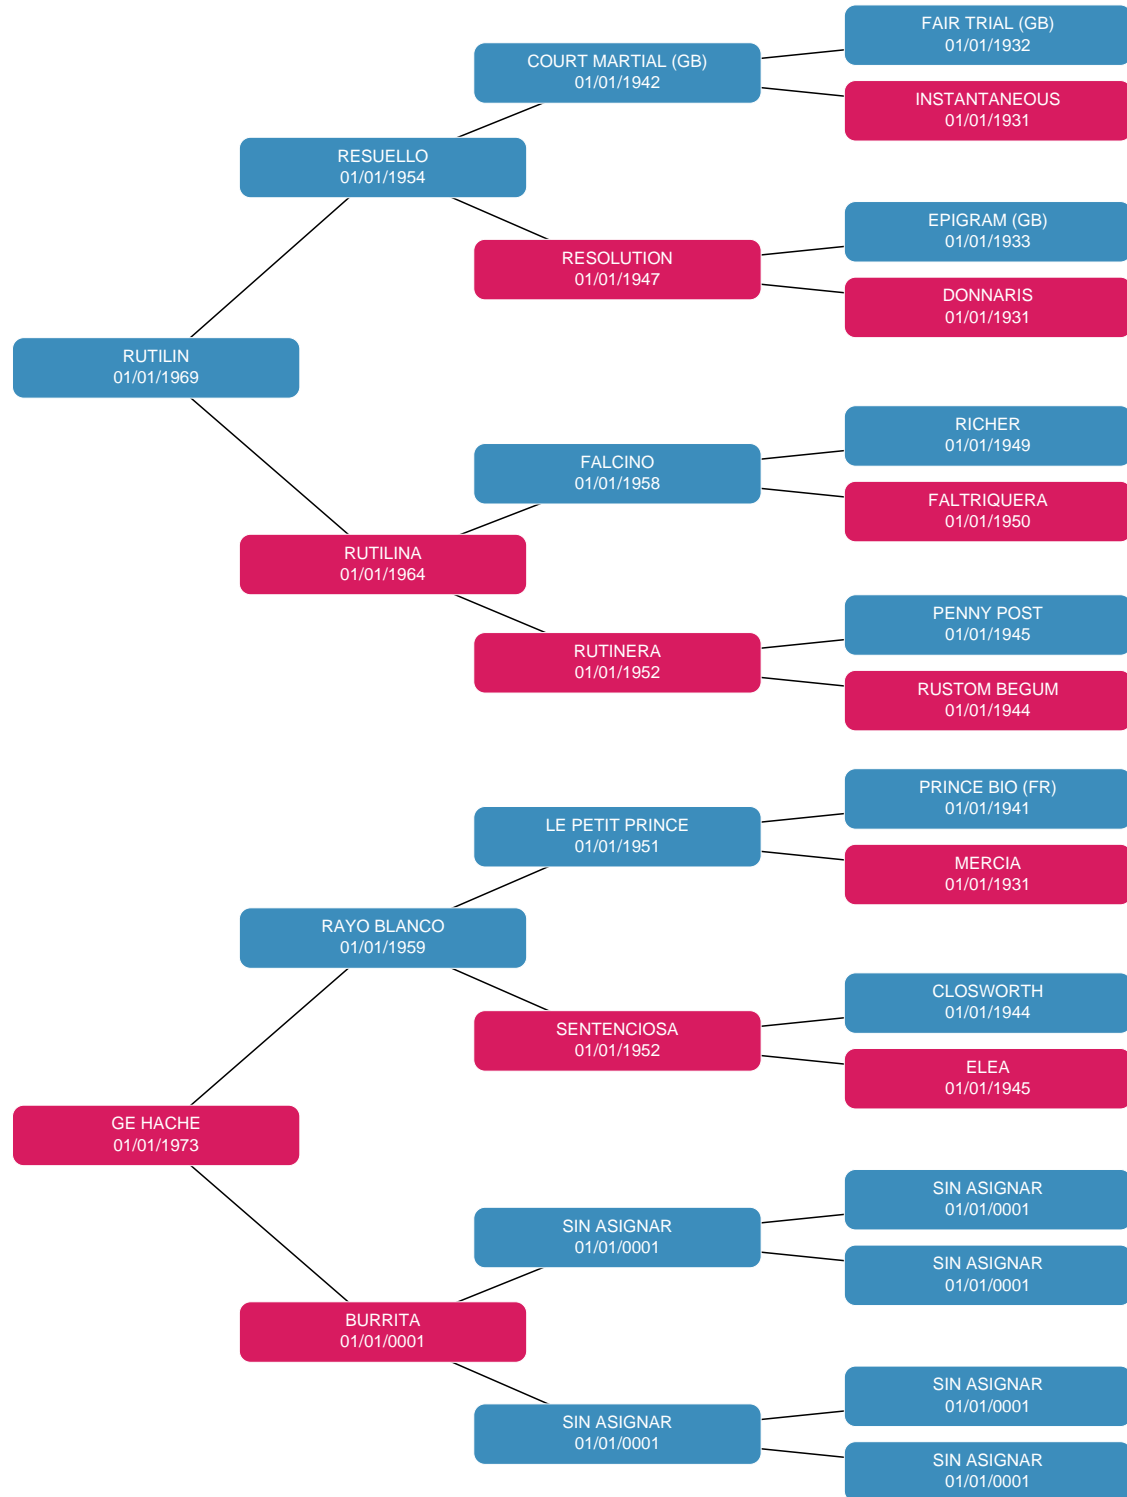 FAIR TRIAL (GB)
01/01/1932
COURT MARTIAL (GB)
01/01/1942
INSTANTANEOUS
01/01/1931
RESUELLO
01/01/1954
EPIGRAM (GB)
01/01/1933
RESOLUTION
01/01/1947
DONNARIS
01/01/1931
RUTILIN
01/01/1969
RICHER
01/01/1949
FALCINO
01/01/1958
FALTRIQUERA
01/01/1950
RUTILINA
01/01/1964
PENNY POST
01/01/1945
RUTINERA
01/01/1952
RUSTOM BEGUM
01/01/1944
PRINCE BIO (FR)
01/01/1941
LE PETIT PRINCE
01/01/1951
MERCIA
01/01/1931
RAYO BLANCO
01/01/1959
CLOSWORTH
01/01/1944
SENTENCIOSA
01/01/1952
ELEA
01/01/1945
GE HACHE
01/01/1973
SIN ASIGNAR
01/01/0001
SIN ASIGNAR
01/01/0001
SIN ASIGNAR
01/01/0001
BURRITA
01/01/0001
SIN ASIGNAR
01/01/0001
SIN ASIGNAR
01/01/0001
SIN ASIGNAR
01/01/0001